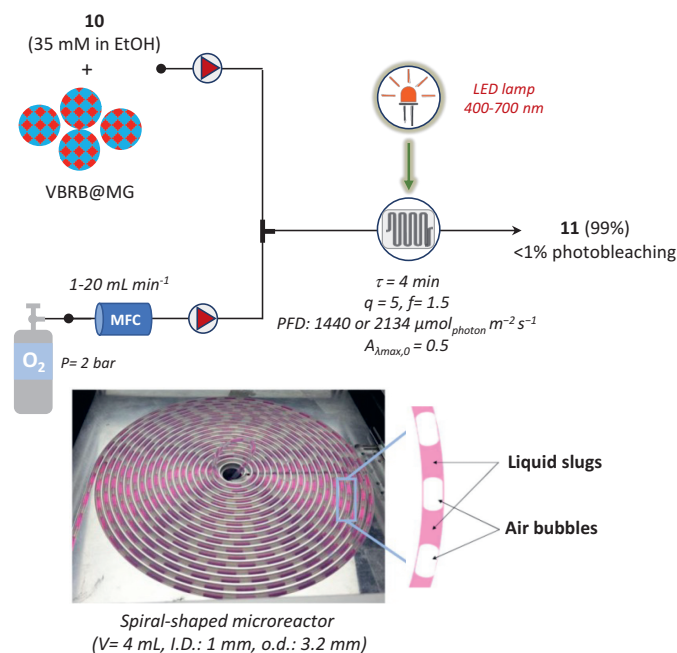 10
(35 mM in EtOH)
+
VBRB@MG
LED lamp
400-700 nm
11 (99%)
<1% photobleaching
1-20 mL min⁻¹
MFC
O₂
P= 2 bar
τ = 4 min
q = 5, f= 1.5
PFD: 1440 or 2134 μmolₚₕₒₜₒₙ m⁻² s⁻¹
A_λmax,0 = 0.5
Liquid slugs
Air bubbles
Spiral-shaped microreactor
(V= 4 mL, I.D.: 1 mm, o.d.: 3.2 mm)